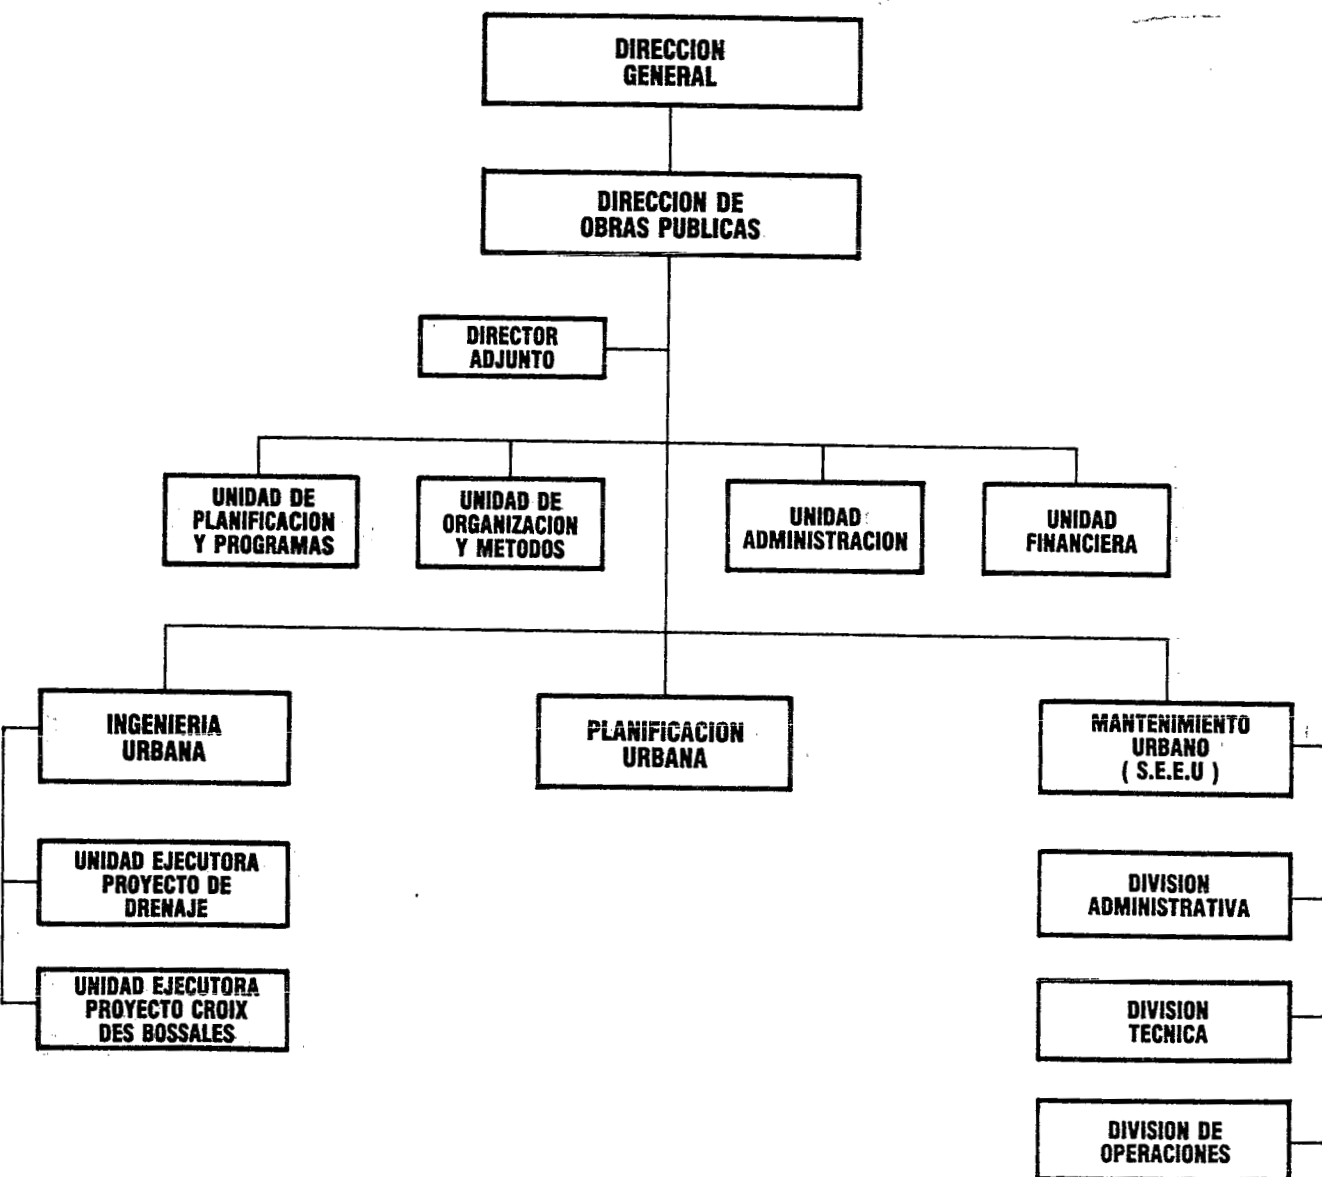 DIRECCION
GENERAL
DIRECCION DE
OBRAS PUBLICAS
DIRECTOR
ADJUNTO
UNIDAD DE
PLANIFICACION
Y PROGRAMAS
UNIDAD DE
ORGANIZACION
Y METODOS
UNIDAD
ADMINISTRACION
UNIDAD
FINANCIERA
INGENIERIA
URBANA
PLANIFICACION
URBANA
MANTENIMIENTO
URBANO
( S.E.E.U )
UNIDAD EJECUTORA
PROYECTO DE
DRENAJE
UNIDAD EJECUTORA
PROYECTO CROIX
DES BOSSALES
DIVISION
ADMINISTRATIVA
DIVISION
TECNICA
DIVISION DE
OPERACIONES